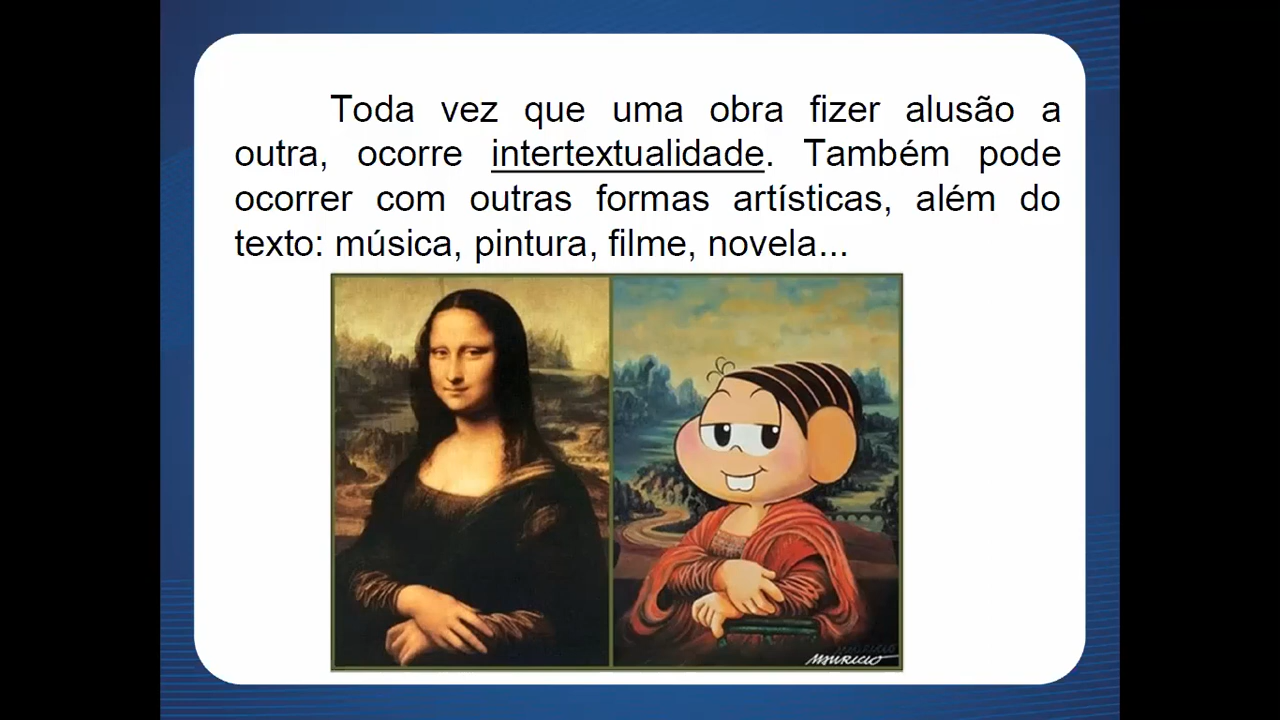 Toda vez que uma obra fizer alusão a
outra, ocorre intertextualidade. Também pode
ocorrer com outras formas artísticas, além do
texto: música, pintura, filme, novela...
MAURICIO